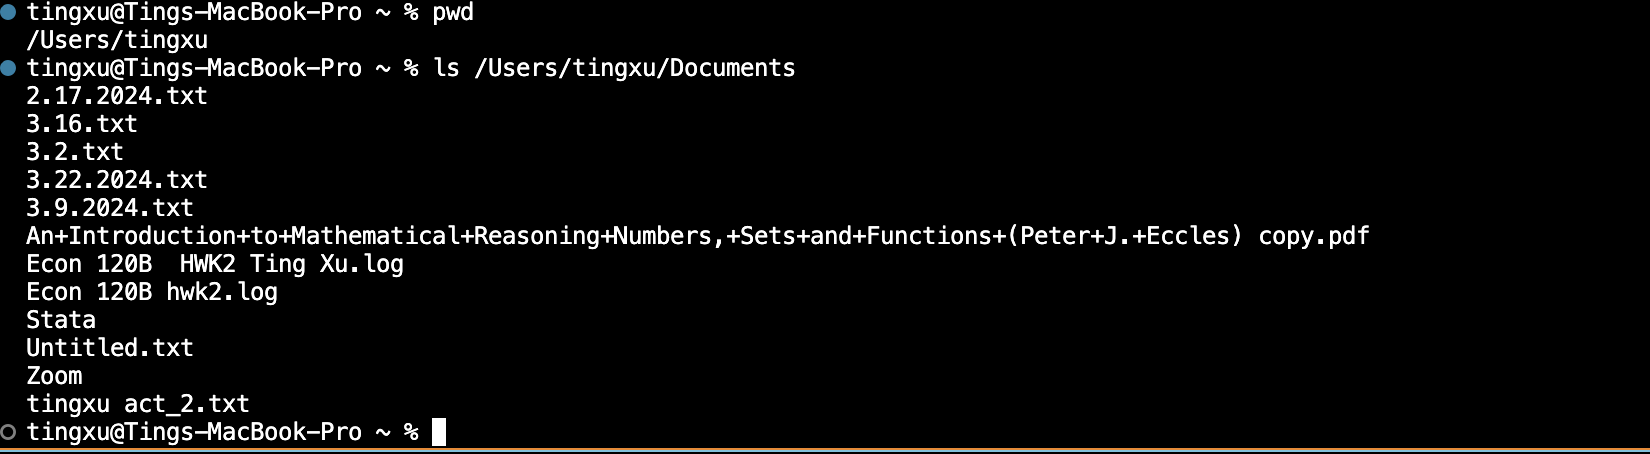 tingxu@Tings-MacBook-Pro ~ % pwd
/Users/tingxu
tingxu@Tings-MacBook-Pro ~ % ls /Users/tingxu/Documents
2.17.2024.txt
3.16.txt
3.2.txt
3.22.2024.txt
3.9.2024.txt
An+Introduction+to+Mathematical+Reasoning+Numbers,+Sets+and+Functions+(Peter+J.+Eccles) copy.pdf
Econ 120B  HWK2 Ting Xu.log
Econ 120B hwk2.log
Stata
Untitled.txt
Zoom
tingxu act_2.txt
tingxu@Tings-MacBook-Pro ~ %